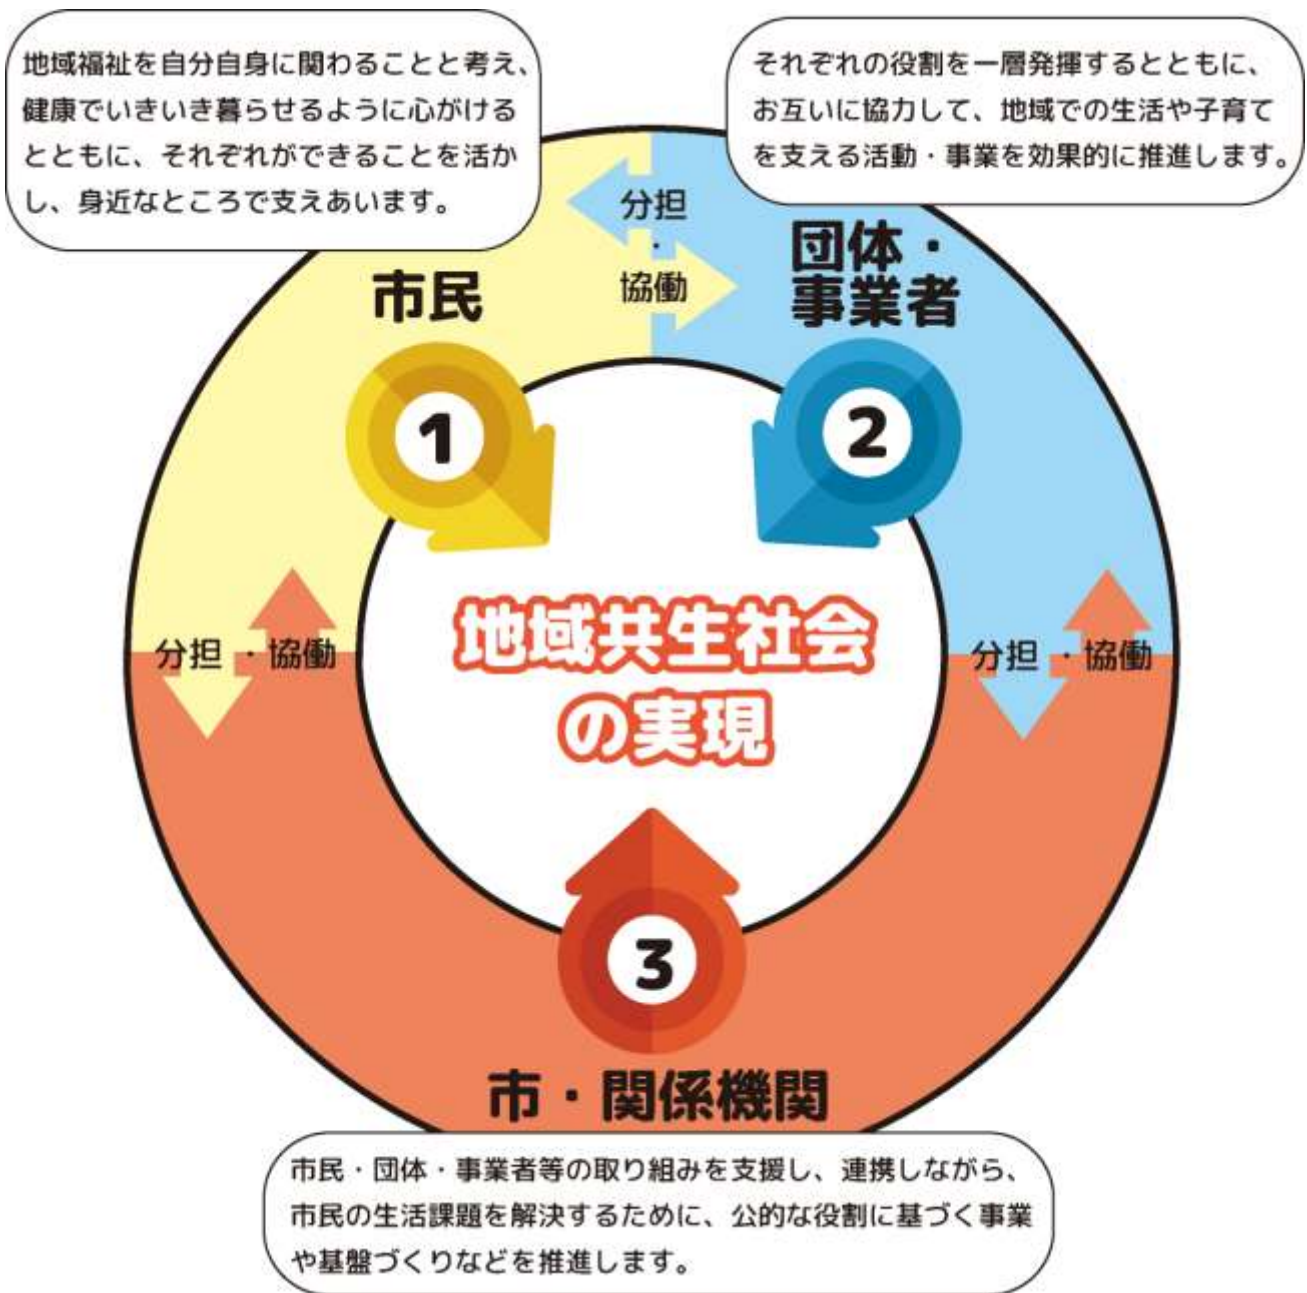 地域福祉を自分自身に関わることと考え、
健康でいきいき暮らせるように心がける
とともに、それぞれができることを活か
し、身近なところで支えあいます。
それぞれの役割を一層発揮するとともに、
お互いに協力して、地域での生活や子育て
を支える活動・事業を効果的に推進します。
分担
・
協働
市民
団体・
事業者
1
2
分担・協働
分担・協働
地域共生社会
の実現
3
市・関係機関
市民・団体・事業者等の取り組みを支援し、連携しながら、
市民の生活課題を解決するために、公的な役割に基づく事業
や基盤づくりなどを推進します。